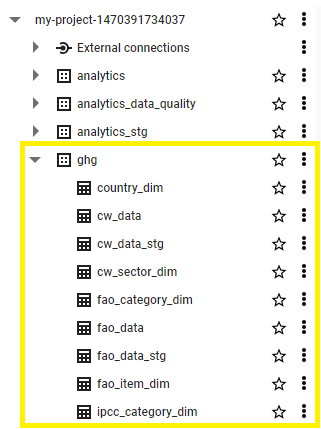 my-project-1470391734037
External connections
analytics
analytics_data_quality
analytics_stg
ghg
country_dim
cw_data
cw_data_stg
cw_sector_dim
fao_category_dim
fao_data
fao_data_stg
fao_item_dim
ipcc_category_dim